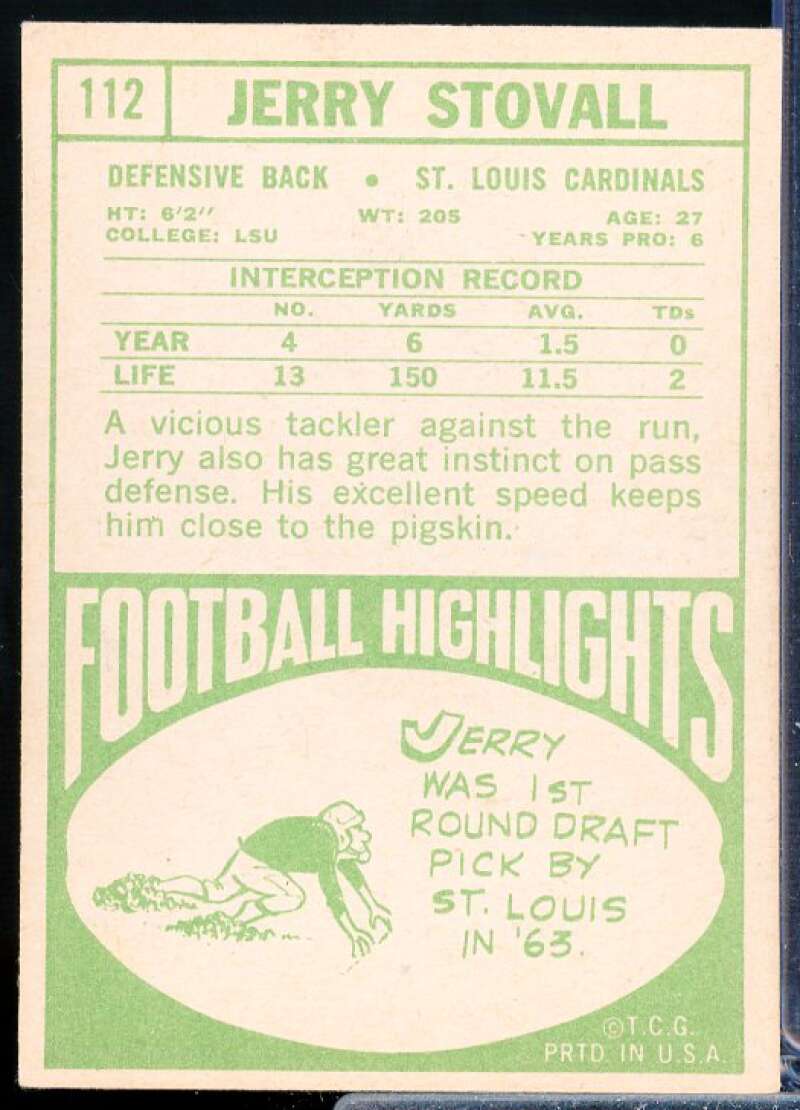 112 JERRY STOVALL
DEFENSIVE BACK • ST. LOUIS CARDINALS
HT: 6'2" WT: 205 AGE: 27
COLLEGE: LSU YEARS PRO: 6
INTERCEPTION RECORD
NO. YARDS AVG. TDs
YEAR 4 6 1.5 0
LIFE 13 150 11.5 2
A vicious tackler against the run,
Jerry also has great instinct on pass
defense. His excellent speed keeps
him close to the pigskin.
FOOTBALL HIGHLIGHTS
JERRY
WAS 1ST
ROUND DRAFT
PICK BY
ST. LOUIS
IN '63.
©T.C.G.
PRTD IN U.S.A.